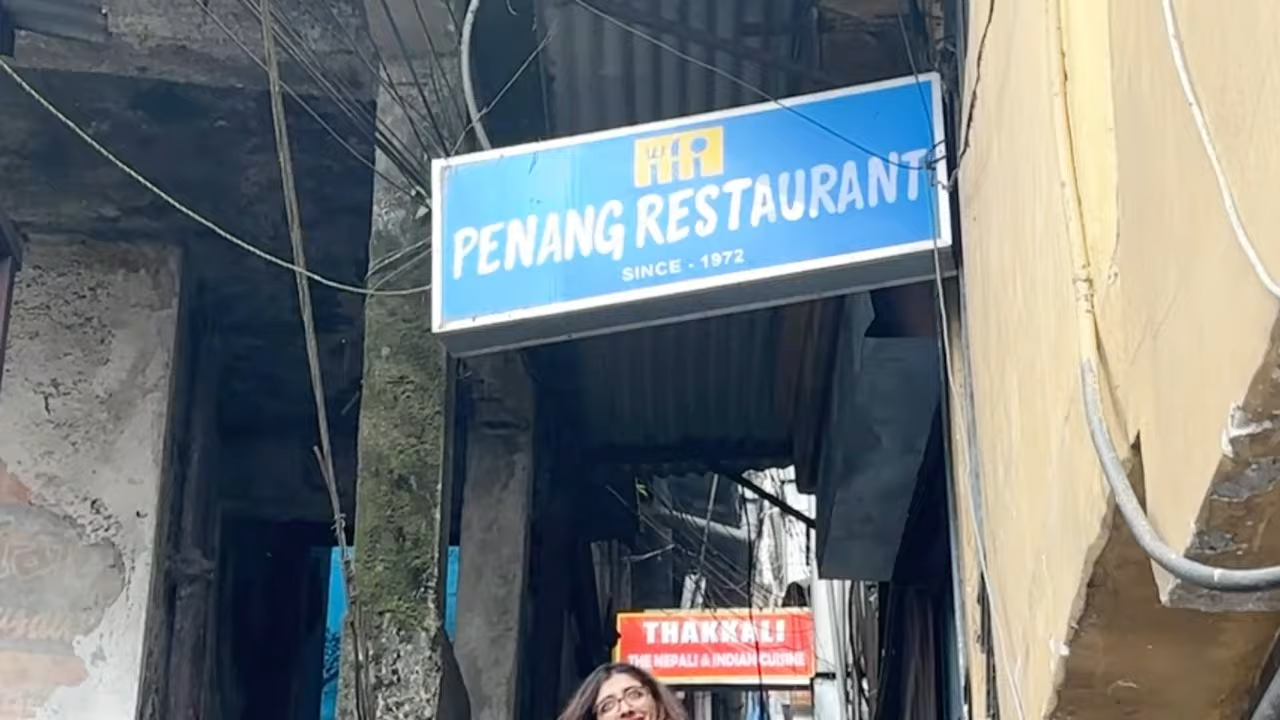 PENANG RESTAURANT
SINCE - 1972
THAKKALI
THE NEPALI & INDIAN CUISINE